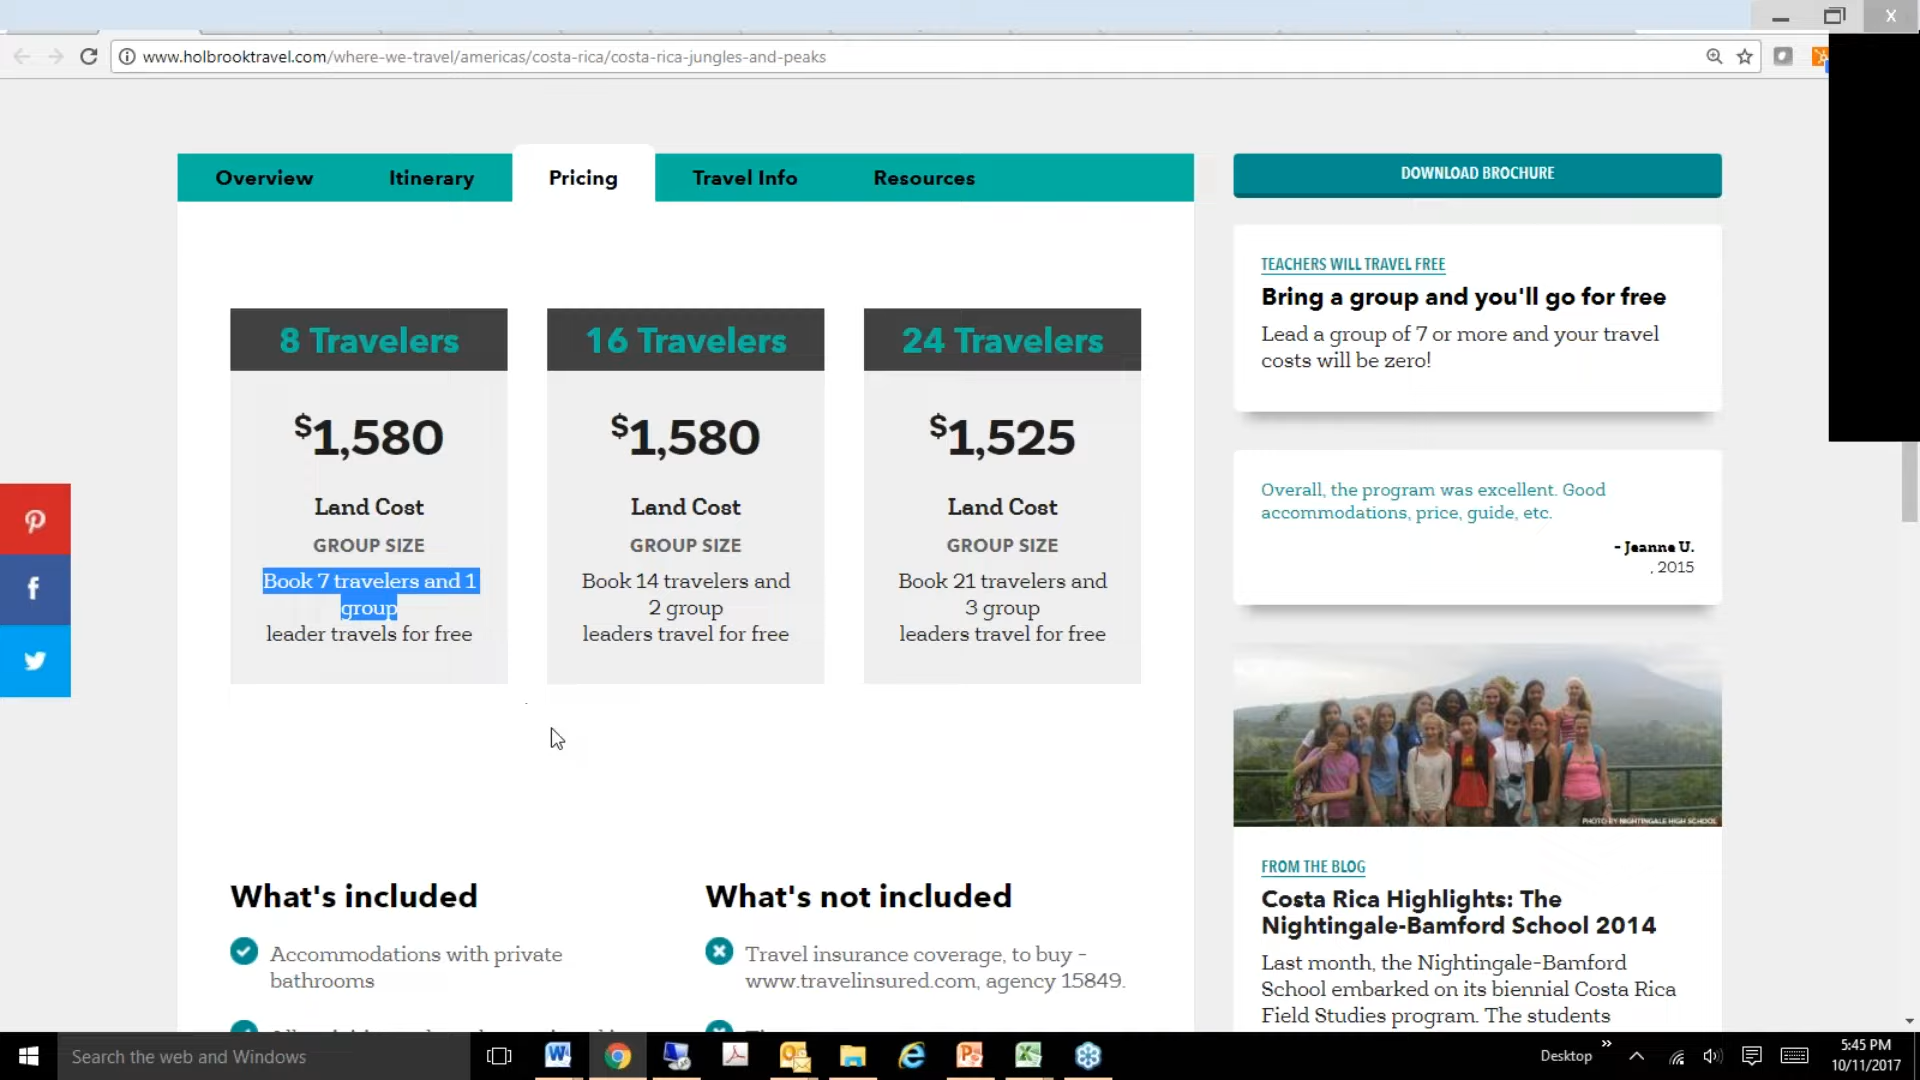 www.holbrooktravel.com/where-we-travel/americas/costa-rica/costa-rica-jungles-and-peaks
Overview
Itinerary
Pricing
Travel Info
Resources
8 Travelers
$1,580
Land Cost
GROUP SIZE
Book 7 travelers and 1
group
leader travels for free
16 Travelers
$1,580
Land Cost
GROUP SIZE
Book 14 travelers and
2 group
leaders travel for free
24 Travelers
$1,525
Land Cost
GROUP SIZE
Book 21 travelers and
3 group
leaders travel for free
What's included
Accommodations with private
bathrooms
What's not included
Travel insurance coverage, to buy -
www.travelinsured.com, agency 15849.
DOWNLOAD BROCHURE
TEACHERS WILL TRAVEL FREE
Bring a group and you'll go for free
Lead a group of 7 or more and your travel
costs will be zero!
Overall, the program was excellent. Good
accommodations, price, guide, etc.
- Jeanne U.
, 2015
PHOTO BY NIGHTINGALE HIGH SCHOOL
FROM THE BLOG
Costa Rica Highlights: The
Nightingale-Bamford School 2014
Last month, the Nightingale-Bamford
School embarked on its biennial Costa Rica
Field Studies program. The students
Search the web and Windows
Desktop
5:45 PM
10/11/2017